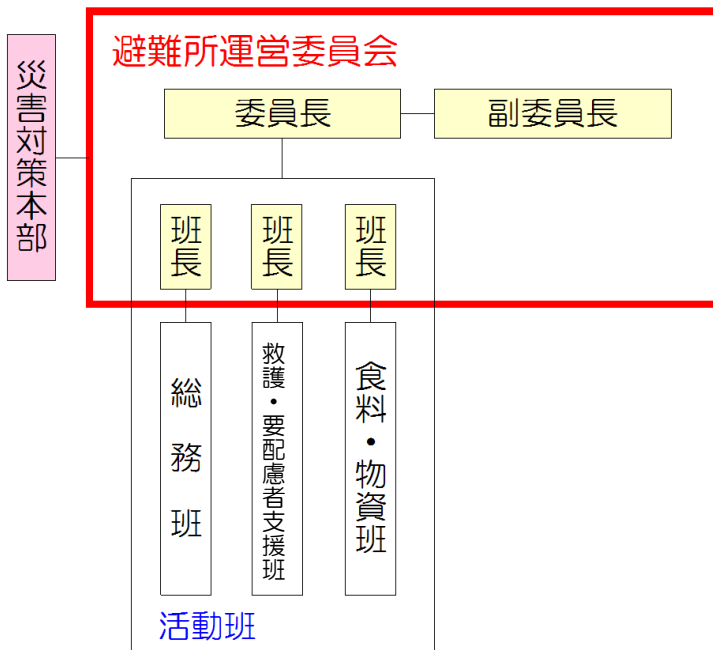 災害対策本部
避難所運営委員会
委員長
副委員長
班長
班長
班長
総務班
救護・要配慮者支援班
食料・物資班
活動班